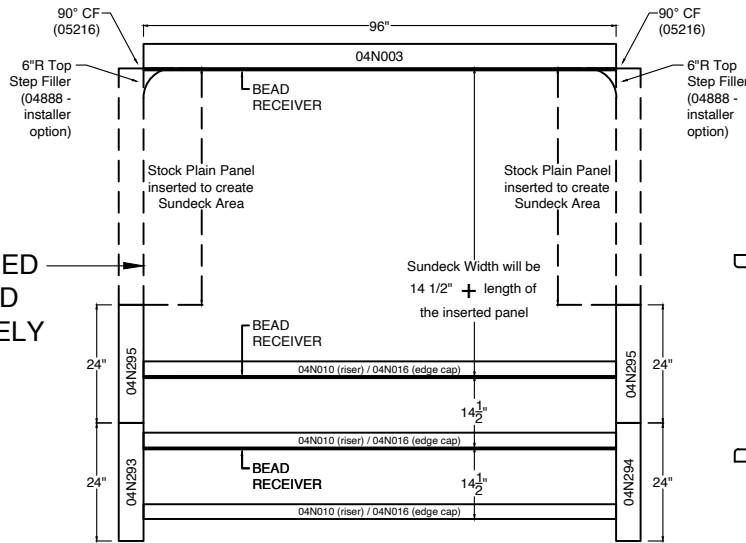 90° CF
(05216)
96"
90° CF
(05216)
04N003
6"R Top
Step Filler
(04888 -
installer
option)
BEAD
RECEIVER
6"R Top
Step Filler
(04888 -
installer
option)
Stock Plain Panel
inserted to create
Sundeck Area
Stock Plain Panel
inserted to create
Sundeck Area
ED
D
ELY
Sundeck Width will be
14 1/2" + length of
the inserted panel
BEAD
RECEIVER
24"
04N295
04N010 (riser) / 04N016 (edge cap)
04N295
24"
14 1/2"
04N010 (riser) / 04N016 (edge cap)
24"
04N293
BEAD
RECEIVER
14 1/2"
04N294
24"
04N010 (riser) / 04N016 (edge cap)